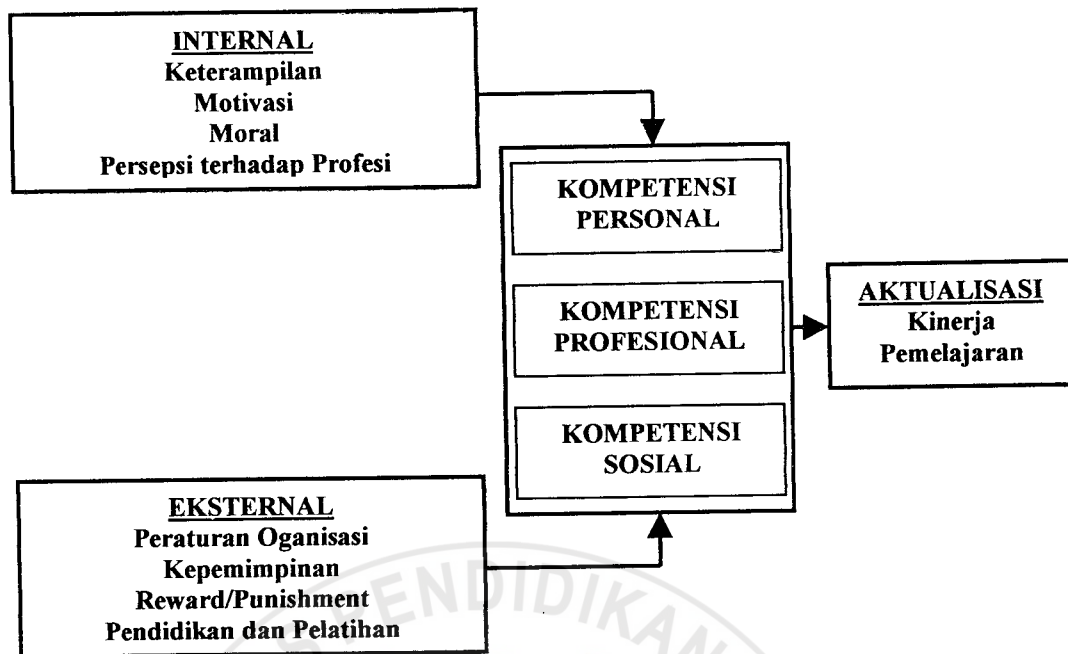 INTERNAL
Keterampilan
Motivasi
Moral
Persepsi terhadap Profesi
KOMPETENSI
PERSONAL
KOMPETENSI
PROFESIONAL
KOMPETENSI
SOSIAL
AKTUALISASI
Kinerja
Pemelajaran
EKSTERNAL
Peraturan Oganisasi
Kepemimpinan
Reward/Punishment
Pendidikan dan Pelatihan
S PENDIDIKAN